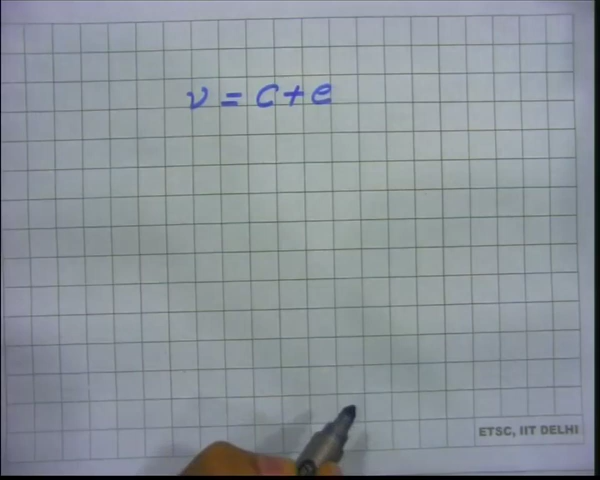 v = c + e
ETSC, IIT DELHI